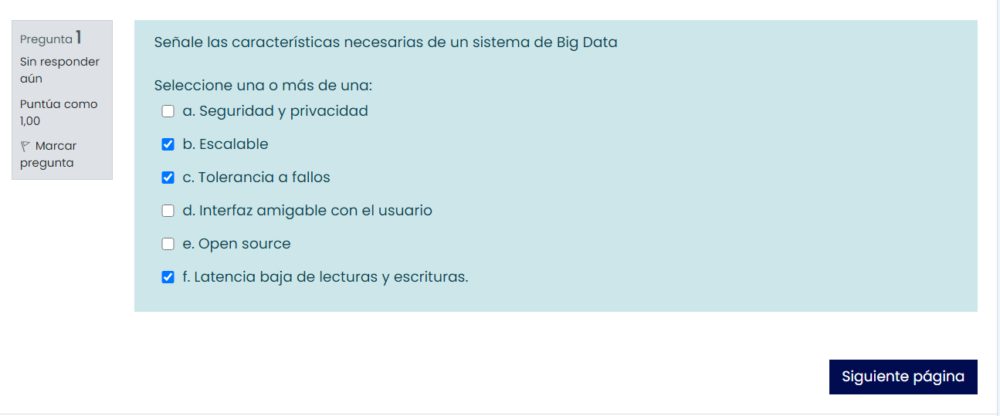 Pregunta 1
Sin responder
aún
Puntúa como
1,00
Marcar
pregunta
Señale las características necesarias de un sistema de Big Data
Seleccione una o más de una:
a. Seguridad y privacidad
b. Escalable
c. Tolerancia a fallos
d. Interfaz amigable con el usuario
e. Open source
f. Latencia baja de lecturas y escrituras.
Siguiente página